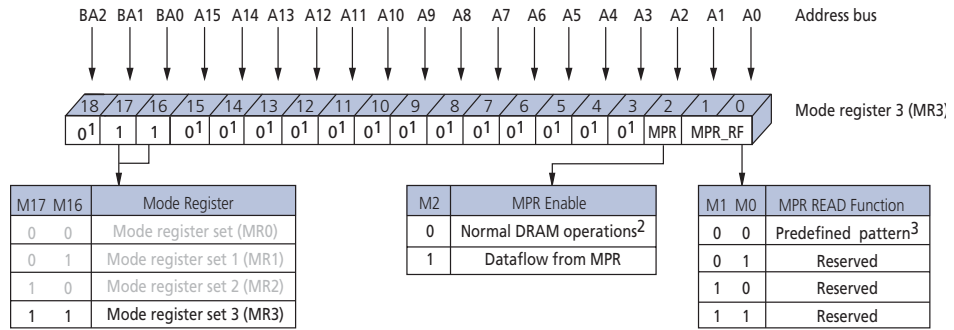 BA2 BA1 BA0 A15 A14 A13 A12 A11 A10 A9 A8 A7 A6 A5 A4 A3 A2 A1 A0 Address bus
18 17 16 15 14 13 12 11 10 9 8 7 6 5 4 3 2 1 0 Mode register 3 (MR3)
0¹ 1 1 0¹ 0¹ 0¹ 0¹ 0¹ 0¹ 0¹ 0¹ 0¹ 0¹ 0¹ 0¹ 0¹ MPR MPR_RF
M17 M16 Mode Register
0 0 Mode register set (MR0)
0 1 Mode register set 1 (MR1)
1 0 Mode register set 2 (MR2)
1 1 Mode register set 3 (MR3)
M2 MPR Enable
0 Normal DRAM operations²
1 Dataflow from MPR
M1 M0 MPR READ Function
0 0 Predefined pattern³
0 1 Reserved
1 0 Reserved
1 1 Reserved